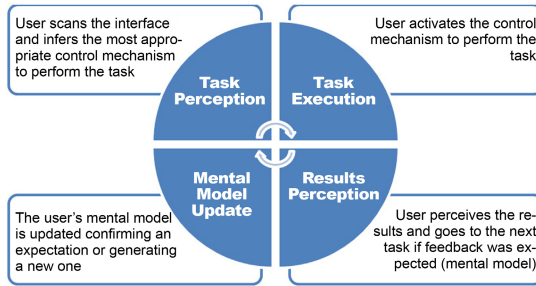 User scans the interface
and infers the most appro-
priate control mechanism
to perform the task
User activates the control
mechanism to perform the
task
Task
Perception
Task
Execution
Mental
Model
Update
Results
Perception
The user's mental model
is updated confirming an
expectation or generating
a new one
User perceives the re-
sults and goes to the next
task if feedback was ex-
pected (mental model)